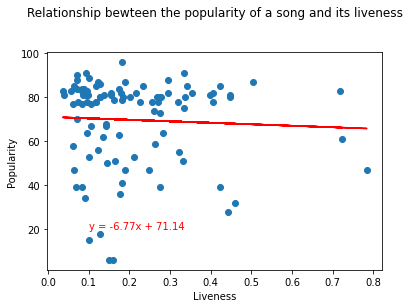 Relationship bewteen the popularity of a song and its liveness
100
80
60
40
20
Popularity
y = -6.77x + 71.14
0.0 0.1 0.2 0.3 0.4 0.5 0.6 0.7 0.8
Liveness